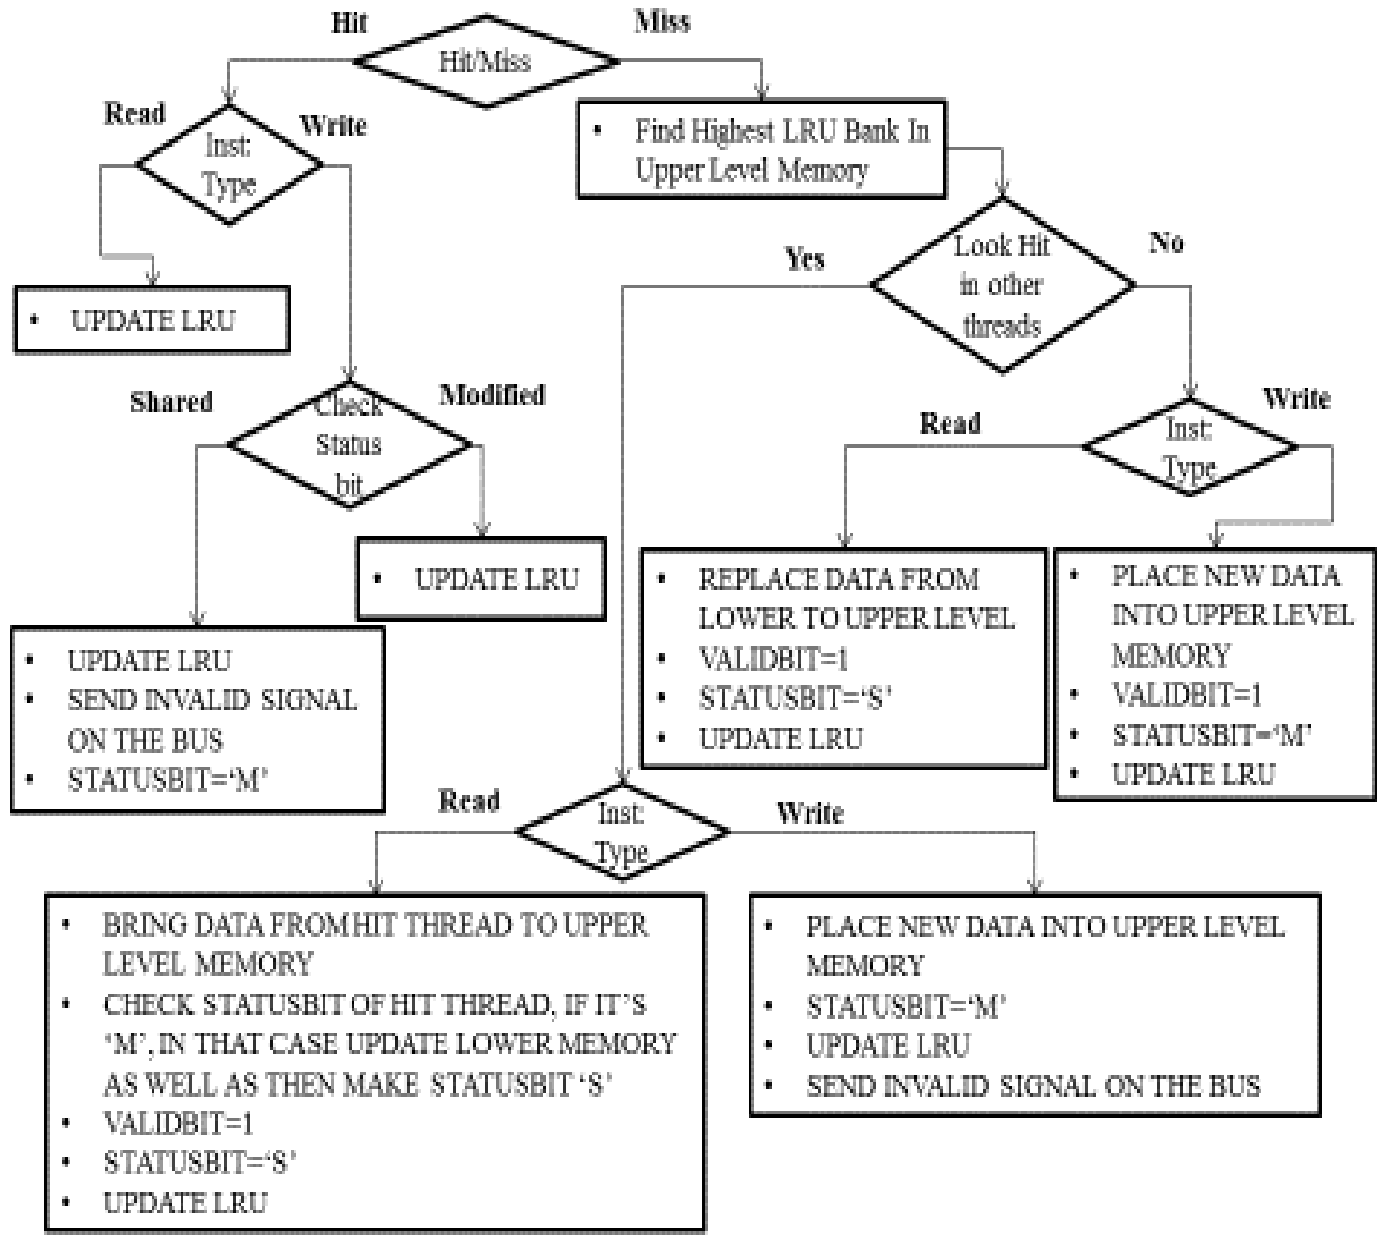 Hit
Miss
Hit/Miss
Read
Write
Inst:
Type
• Find Highest LRU Bank In
Upper Level Memory
Look Hit
in other
threads
Yes
No
• UPDATE LRU
Shared
Modified
Check
Status
bit
Read
Write
Inst:
Type
• UPDATE LRU
• REPLACE DATA FROM
LOWER TO UPPER LEVEL
• VALIDBIT=1
• STATUSBIT=‘S’
• UPDATE LRU
• PLACE NEW DATA
INTO UPPER LEVEL
MEMORY
• VALIDBIT=1
• STATUSBIT=‘M’
• UPDATE LRU
• UPDATE LRU
• SEND INVALID SIGNAL
ON THE BUS
• STATUSBIT=‘M’
Read
Write
Inst:
Type
• BRING DATA FROM HIT THREAD TO UPPER
LEVEL MEMORY
• CHECK STATUSBIT OF HIT THREAD, IF IT’S
‘M’, IN THAT CASE UPDATE LOWER MEMORY
AS WELL AS THEN MAKE STATUSBIT ‘S’
• VALIDBIT=1
• STATUSBIT=‘S’
• UPDATE LRU
• PLACE NEW DATA INTO UPPER LEVEL
MEMORY
• STATUSBIT=‘M’
• UPDATE LRU
• SEND INVALID SIGNAL ON THE BUS